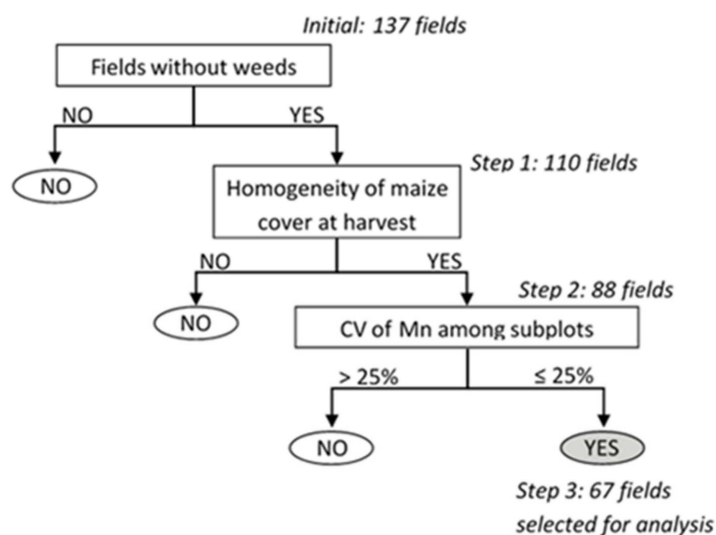 Initial: 137 fields
Fields without weeds
NO
YES
NO
Step 1: 110 fields
Homogeneity of maize
cover at harvest
NO
YES
NO
Step 2: 88 fields
CV of Mn among subplots
> 25%
≤ 25%
NO
YES
Step 3: 67 fields
selected for analysis